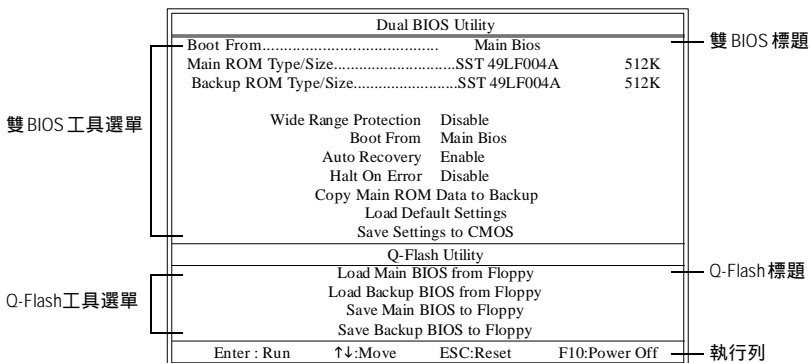 Dual BIOS Utility
Boot From......................................... Main Bios
雙 BIOS 標題
Main ROM Type/Size............................SST 49LF004A 512K
Backup ROM Type/Size........................SST 49LF004A 512K
雙 BIOS 工具選單
Wide Range Protection Disable
Boot From Main Bios
Auto Recovery Enable
Halt On Error Disable
Copy Main ROM Data to Backup
Load Default Settings
Save Settings to CMOS
Q-Flash Utility
Load Main BIOS from Floppy
Q-Flash 標題
Load Backup BIOS from Floppy
Q-Flash工具選單
Save Main BIOS to Floppy
Save Backup BIOS to Floppy
Enter : Run ↑↓:Move ESC:Reset F10:Power Off
執行列